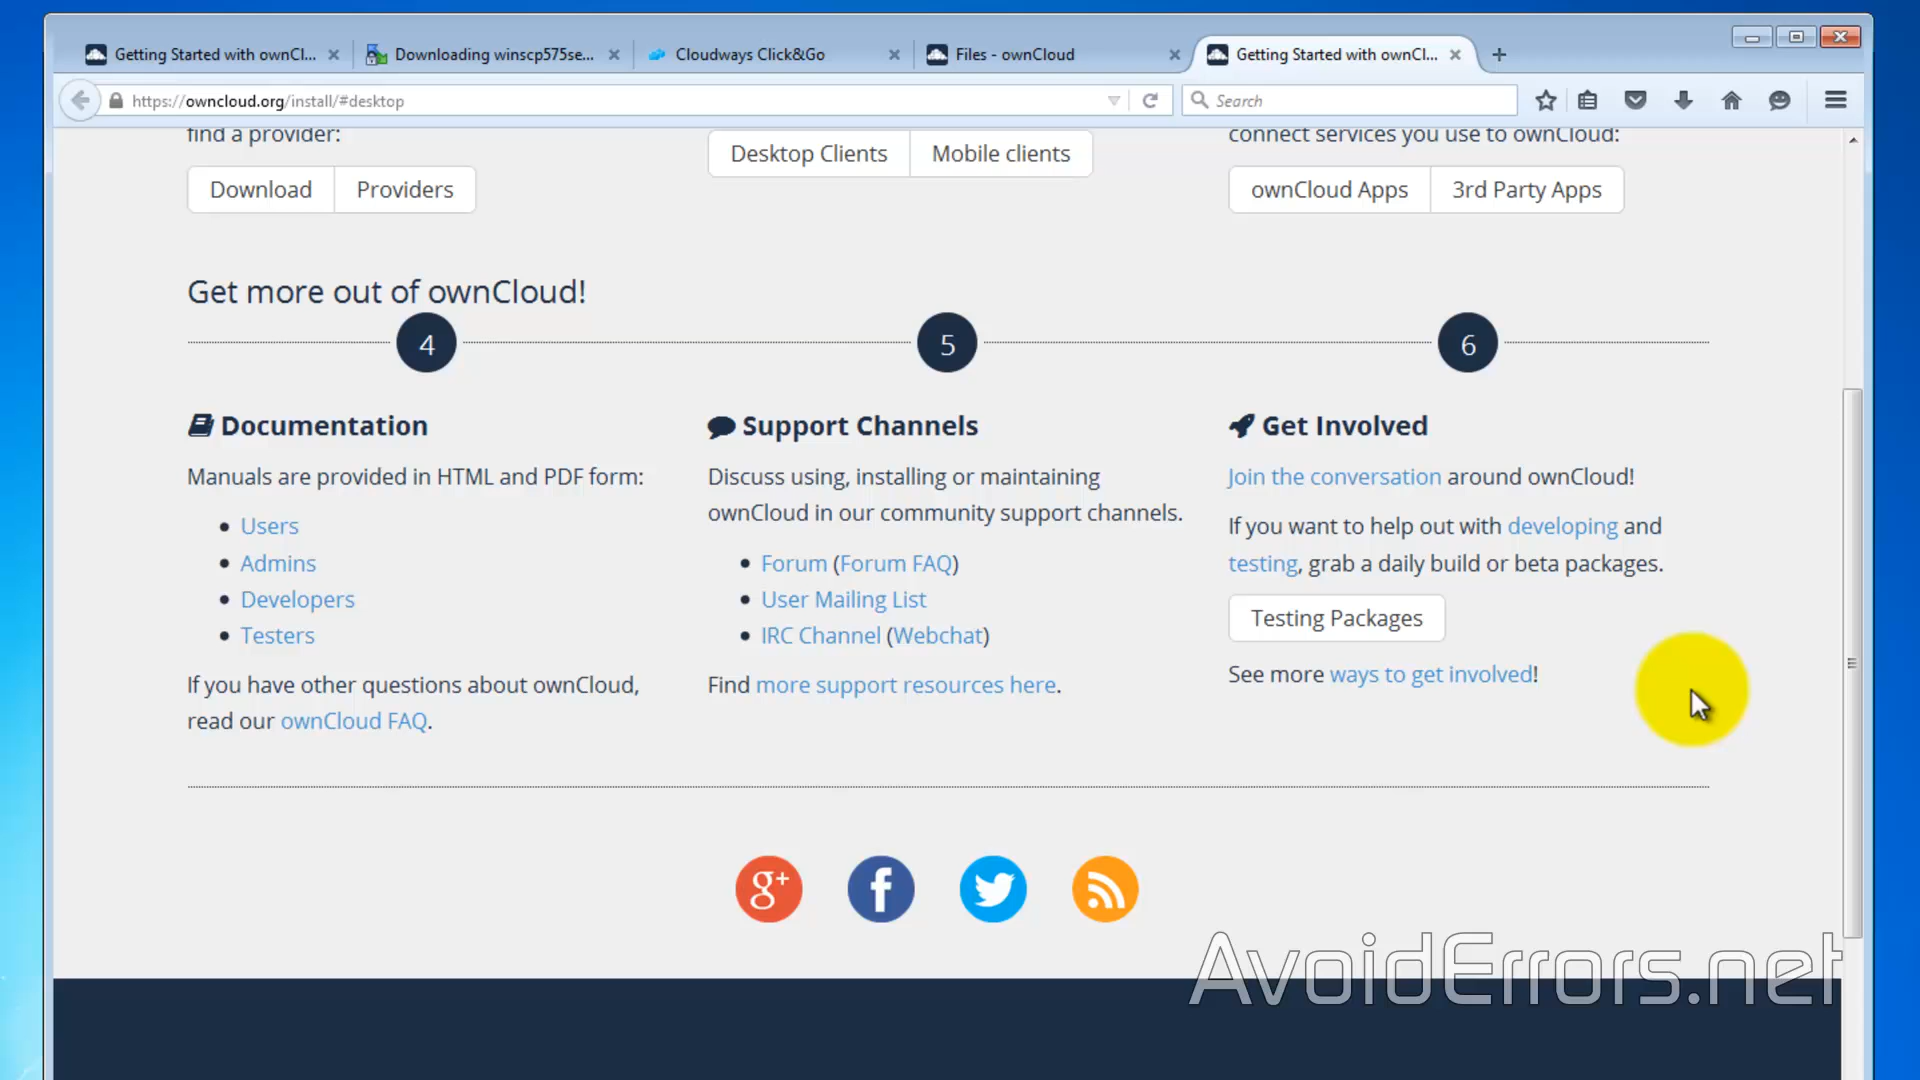 Getting Started with ownCl...
Downloading winscp575se...
Cloudways Click&Go
Files - ownCloud
Getting Started with ownCl...
https://owncloud.org/install/#desktop
Search
find a provider:
connect services you use to ownCloud:
Desktop Clients
Mobile clients
Download
Providers
ownCloud Apps
3rd Party Apps
Get more out of ownCloud!
4
5
6
Documentation
Manuals are provided in HTML and PDF form:
Users
Admins
Developers
Testers
If you have other questions about ownCloud,
read our ownCloud FAQ.
Support Channels
Discuss using, installing or maintaining
ownCloud in our community support channels.
Forum (Forum FAQ)
User Mailing List
IRC Channel (Webchat)
Find more support resources here.
Get Involved
Join the conversation around ownCloud!
If you want to help out with developing and
testing, grab a daily build or beta packages.
Testing Packages
See more ways to get involved!
g+
f
AvoidErrors.net